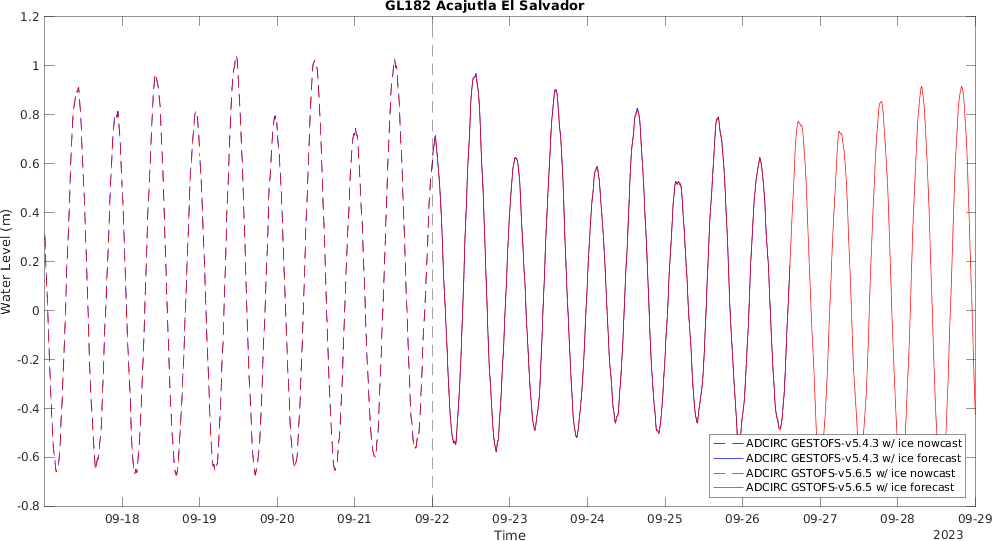 GL182 Acajutla El Salvador
1.2
1
0.8
0.6
0.4
0.2
0
-0.2
-0.4
-0.6
-0.8
Water Level (m)
ADCIRC GESTOFS-v5.4.3 w/ ice nowcast
ADCIRC GESTOFS-v5.4.3 w/ ice forecast
ADCIRC GSTOFS-v5.6.5 w/ ice nowcast
ADCIRC GSTOFS-v5.6.5 w/ ice forecast
09-18 09-19 09-20 09-21 09-22 09-23 09-24 09-25 09-26 09-27 09-28 09-29
Time
2023